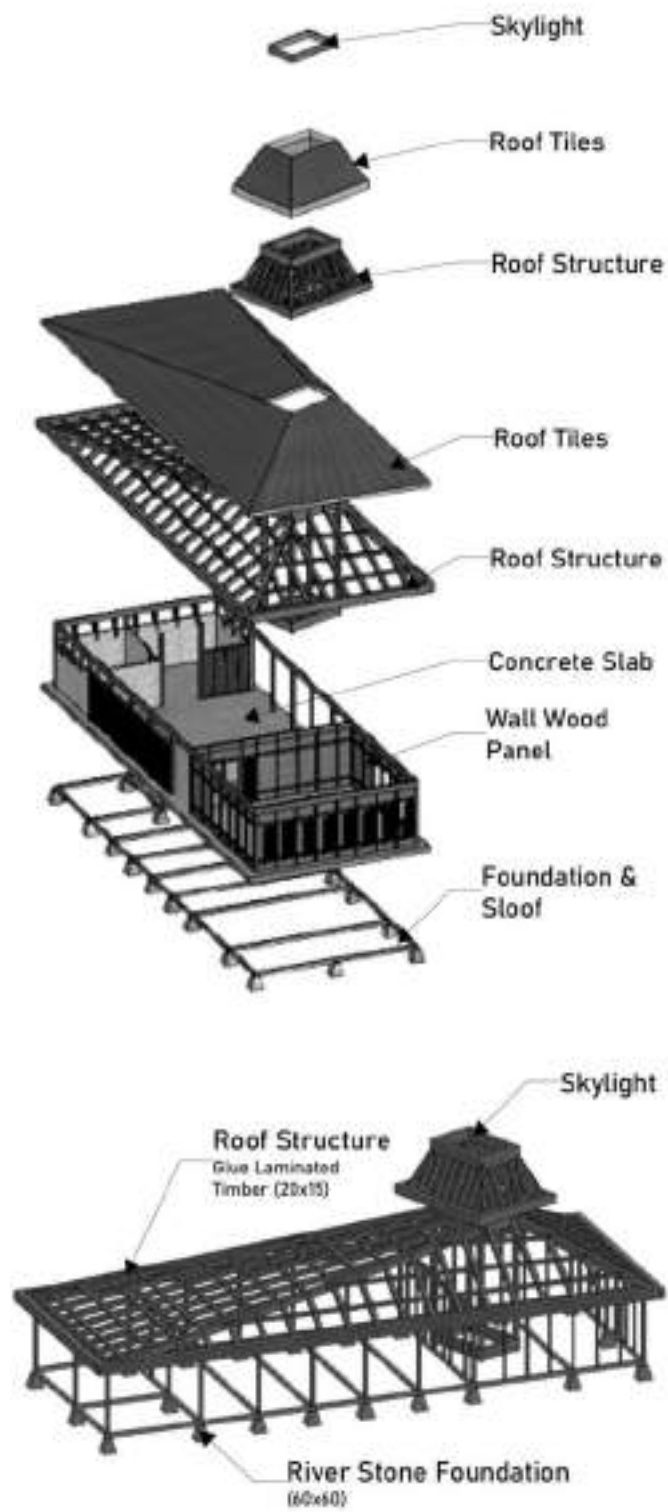 Skylight
Roof Tiles
Roof Structure
Roof Tiles
Roof Structure
Concrete Slab
Wall Wood
Panel
Foundation &
Sloof
Skylight
Roof Structure
Glue Laminated
Timber (20x15)
River Stone Foundation
(60x60)